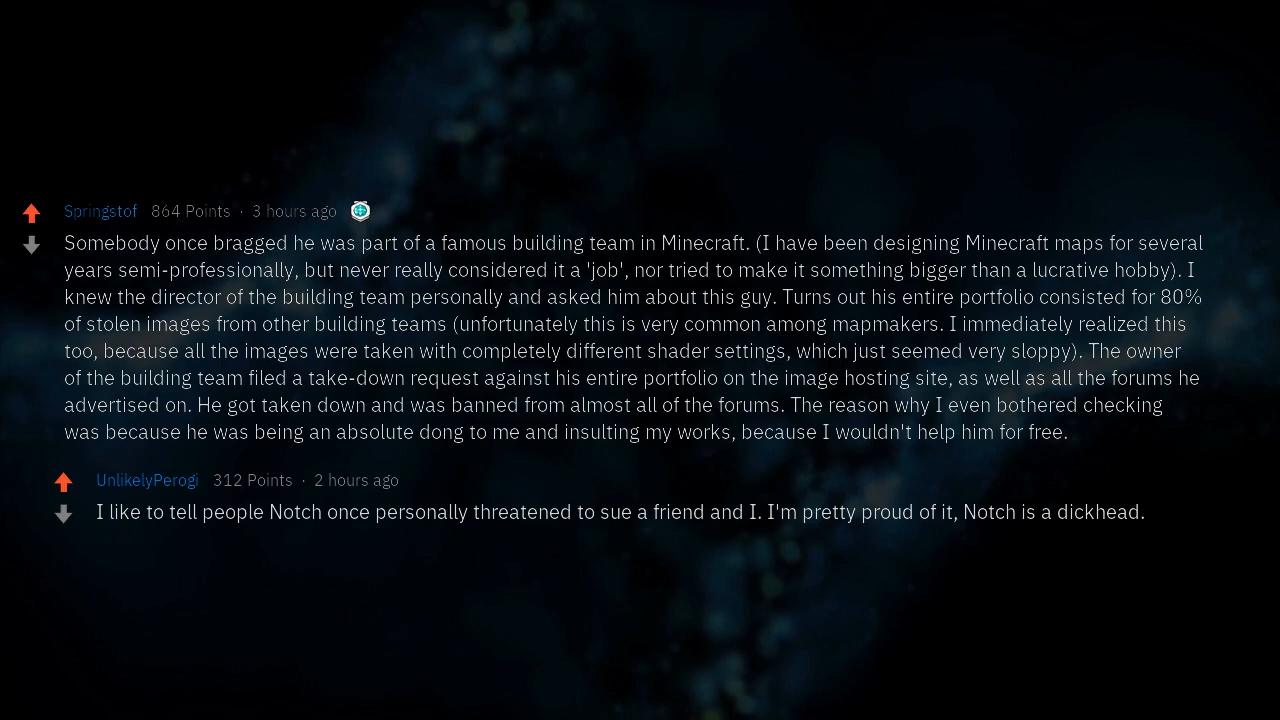 Springstof 864 Points · 3 hours ago
Somebody once bragged he was part of a famous building team in Minecraft. (I have been designing Minecraft maps for several
years semi-professionally, but never really considered it a 'job', nor tried to make it something bigger than a lucrative hobby). I
knew the director of the building team personally and asked him about this guy. Turns out his entire portfolio consisted for 80%
of stolen images from other building teams (unfortunately this is very common among mapmakers. I immediately realized this
too, because all the images were taken with completely different shader settings, which just seemed very sloppy). The owner
of the building team filed a take-down request against his entire portfolio on the image hosting site, as well as all the forums he
advertised on. He got taken down and was banned from almost all of the forums. The reason why I even bothered checking
was because he was being an absolute dong to me and insulting my works, because I wouldn't help him for free.
UnlikelyPerogi 312 Points · 2 hours ago
I like to tell people Notch once personally threatened to sue a friend and I. I'm pretty proud of it, Notch is a dickhead.